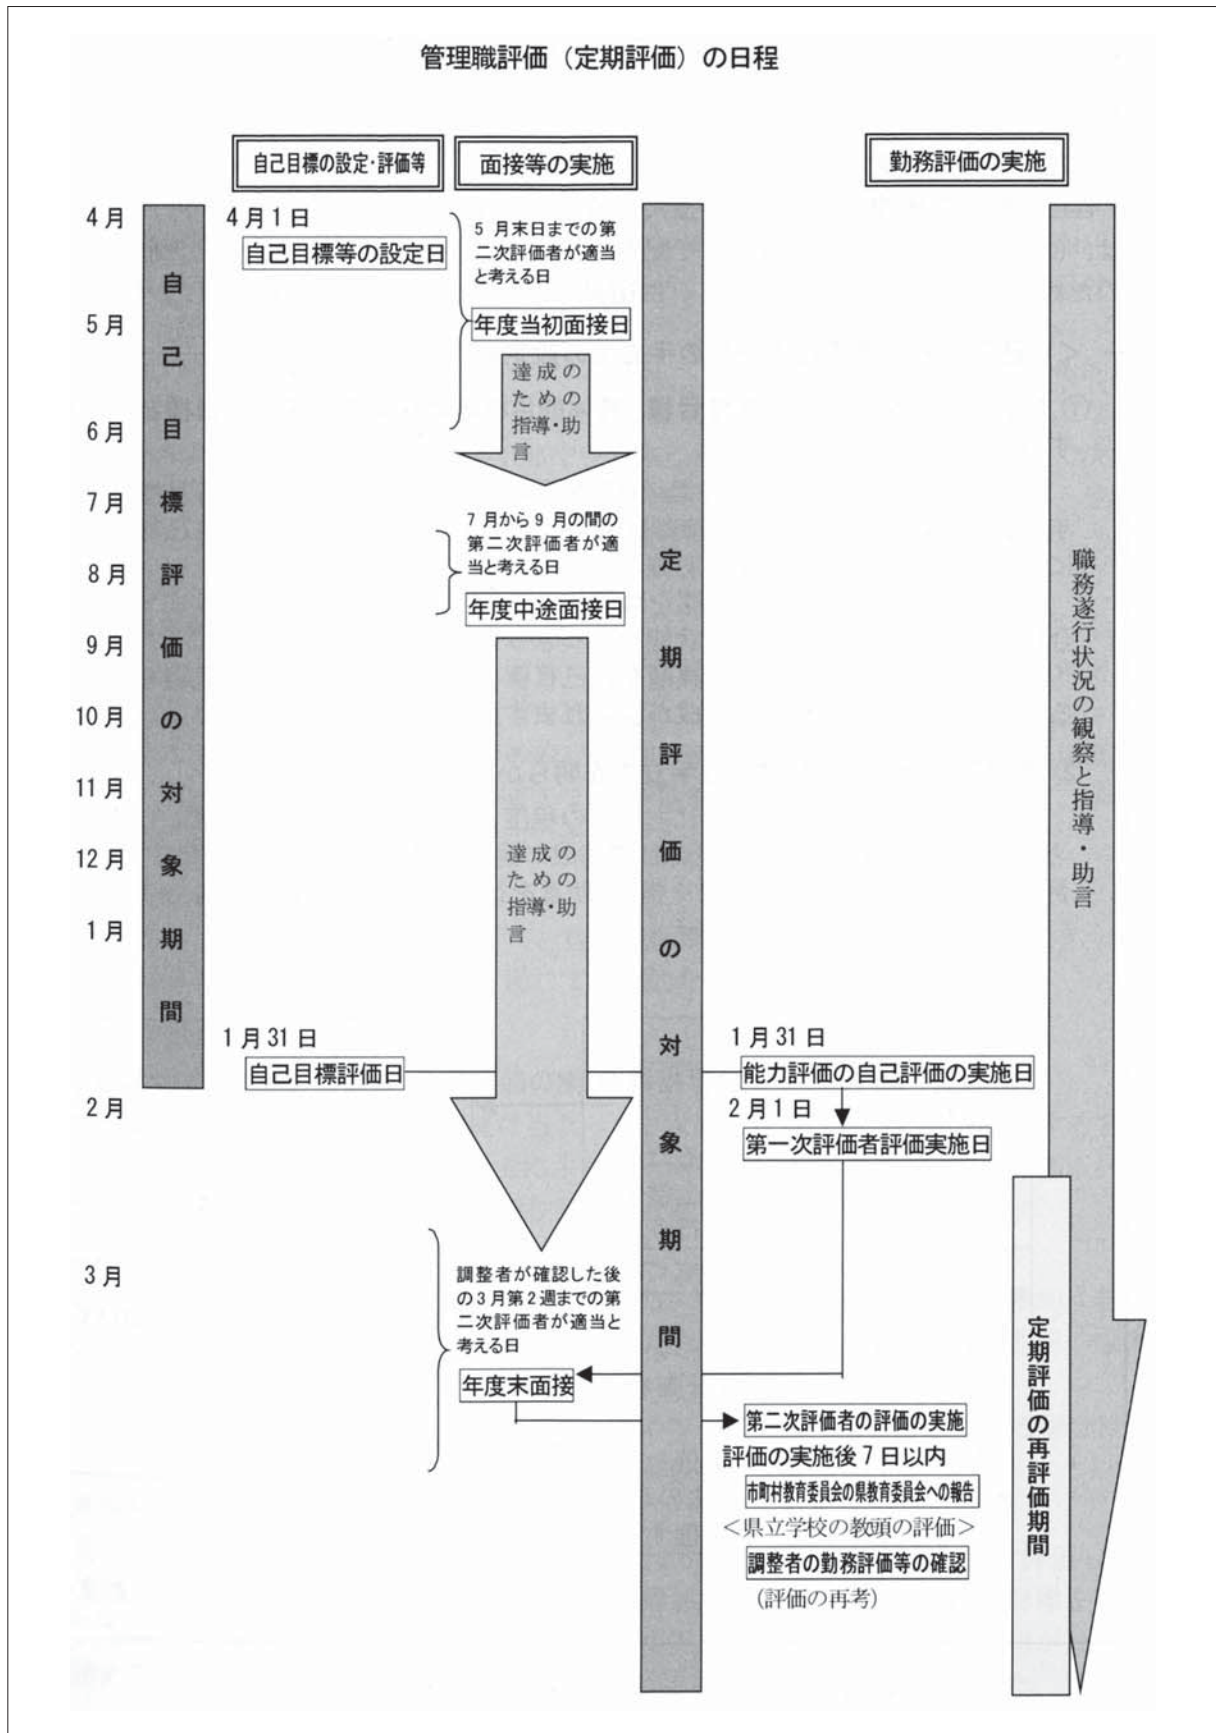 管理職評価（定期評価）の日程
自己目標の設定・評価等
面接等の実施
勤務評価の実施
4月
5月
6月
7月
8月
9月
10月
11月
12月
1月
2月
3月
自己目標評価の対象期間
4月1日
自己目標等の設定日
5月末日までの第
二次評価者が適当
と考える日
年度当初面接日
達成の
ための
指導・助
言
7月から9月の間の
第二次評価者が適
当と考える日
年度中途面接日
達成の
ための
指導・助
言
定期評価の対象期間
職務遂行状況の観察と指導・助言
1月31日
自己目標評価日
1月31日
能力評価の自己評価の実施日
2月1日
第一次評価者評価実施日
調整者が確認した後
の3月第2週までの第
二次評価者が適当と
考える日
年度末面接
第二次評価者の評価の実施
評価の実施後7日以内
市町村教育委員会の県教育委員会への報告
＜県立学校の教頭の評価＞
調整者の勤務評価等の確認
（評価の再考）
定期評価の再評価期間